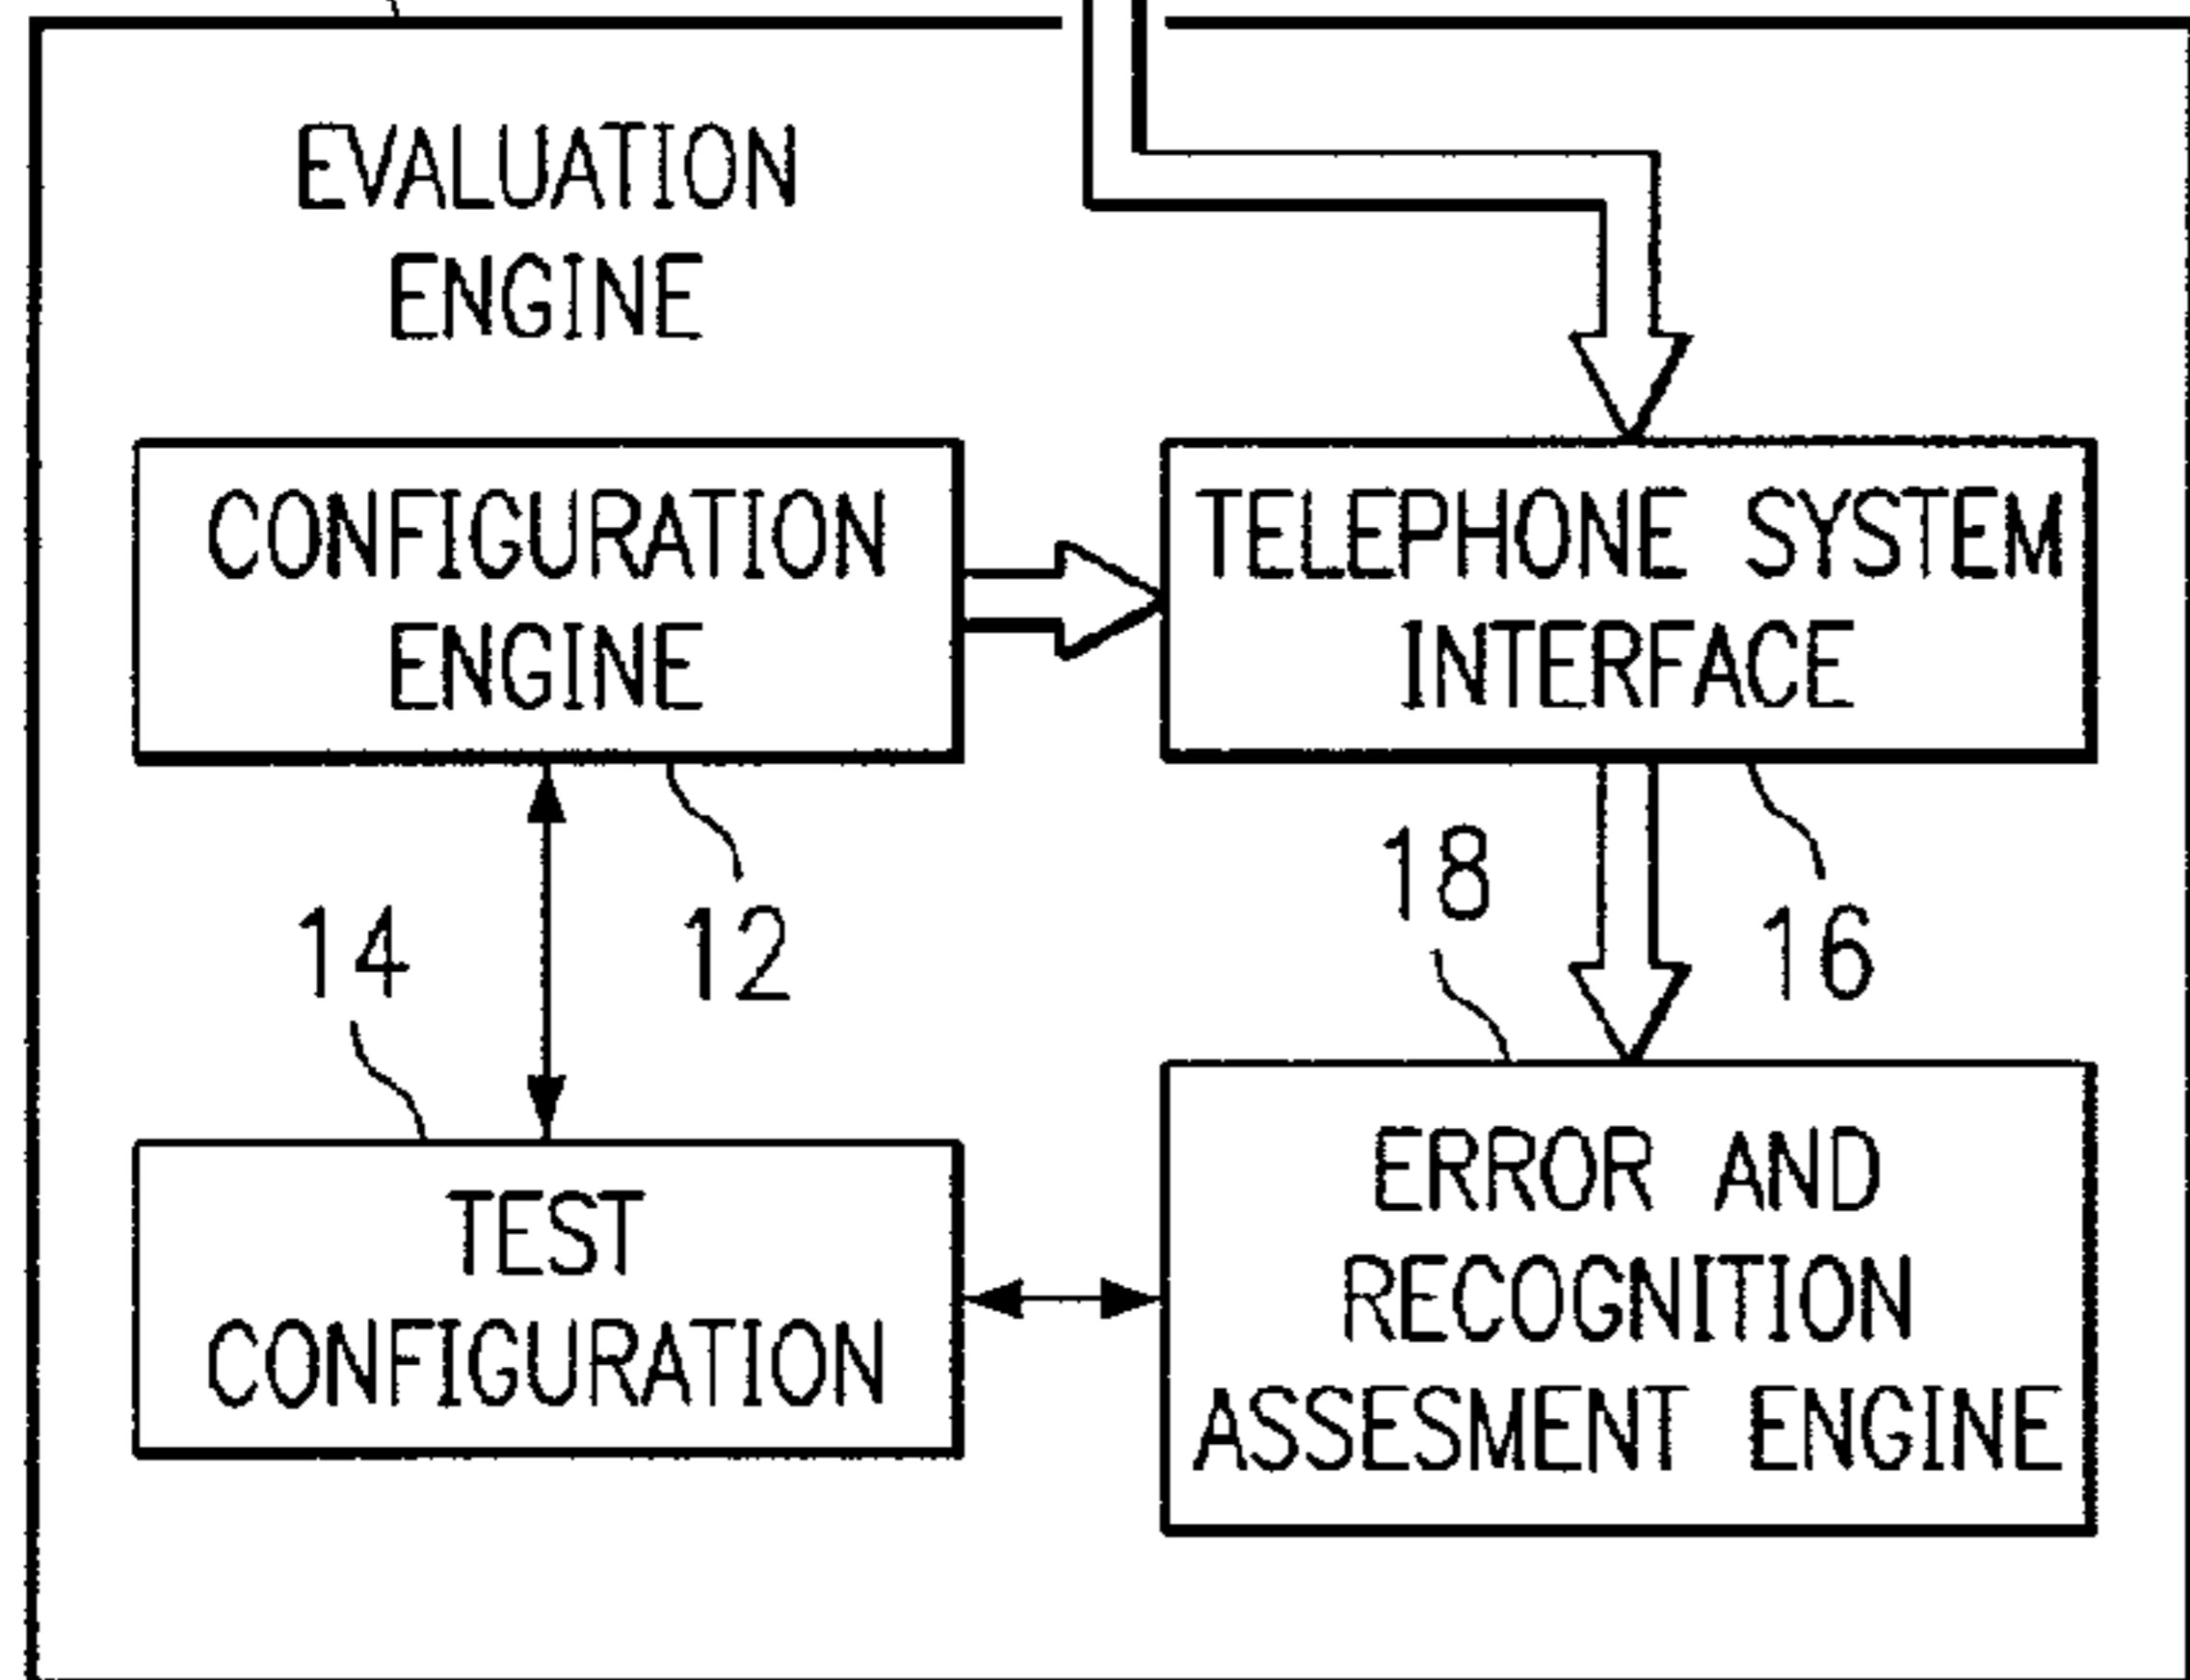 EVALUATION
ENGINE
CONFIGURATION
ENGINE
TELEPHONE SYSTEM
INTERFACE
14
12
18
16
TEST
CONFIGURATION
ERROR AND
RECOGNITION
ASSESMENT ENGINE